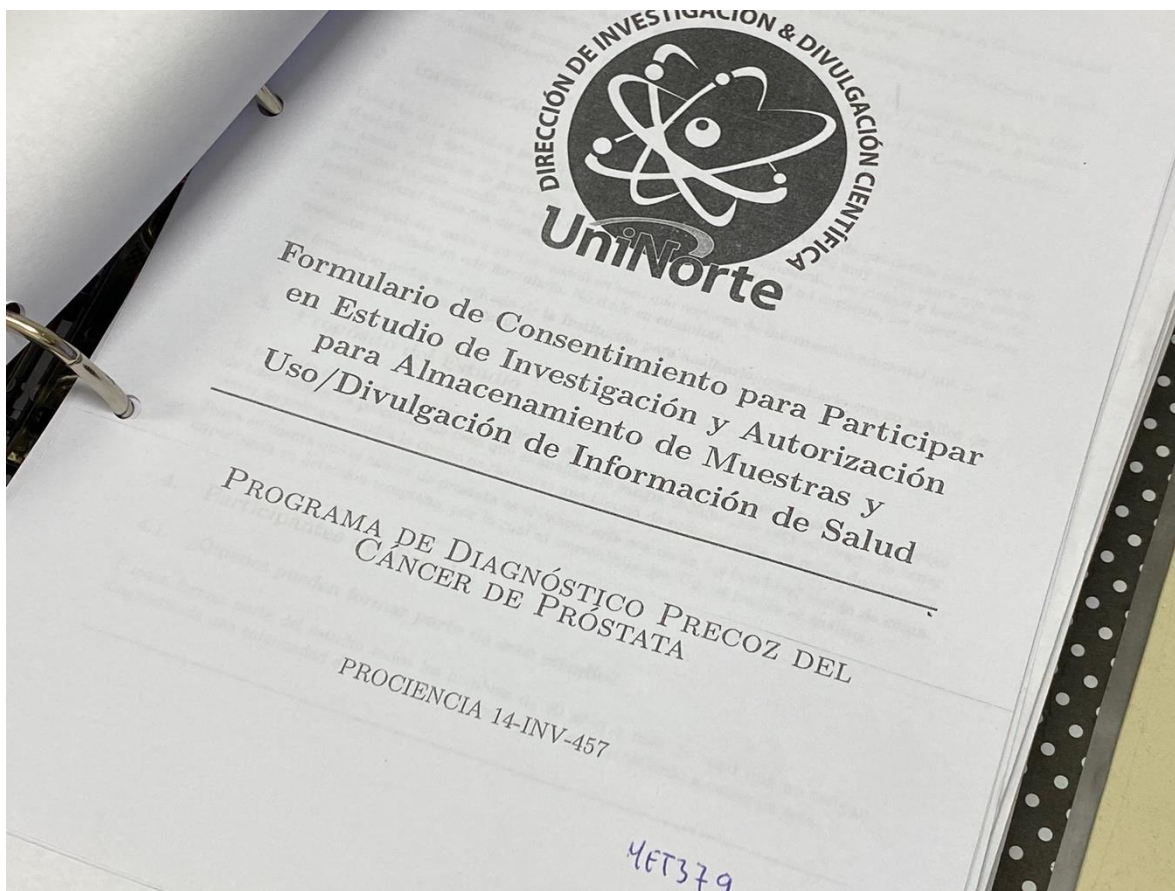 DIRECCIÓN DE INVESTIGACIÓN & DIVULGACIÓN CIENTÍFICA
UniNorte
Formulario de Consentimiento para Participar
en Estudio de Investigación y Autorización
para Almacenamiento de Muestras y
Uso/Divulgación de Información de Salud
PROGRAMA DE DIAGNÓSTICO PRECOZ DEL
CÁNCER DE PRÓSTATA
PROCIENCIA 14-INV-457
MET379